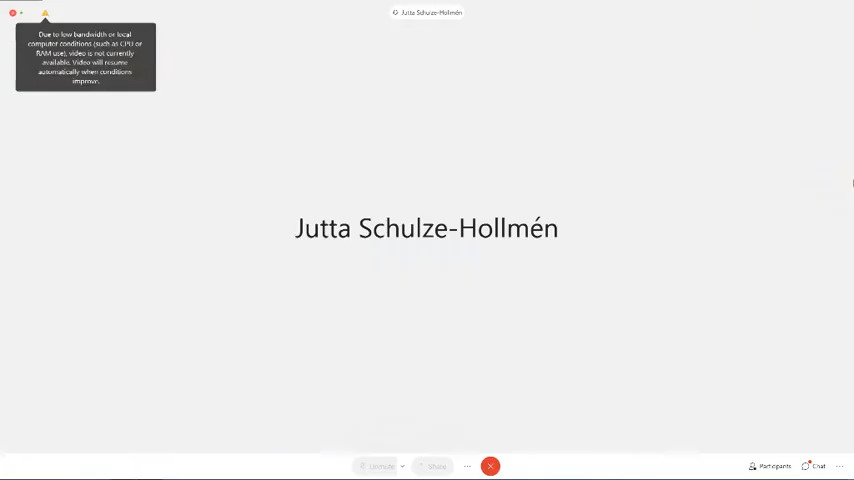 Jutta Schulze-Hollmén
Due to low bandwidth or local
computer conditions (such as CPU or
RAM use), video is not currently
available. Video will resume
automatically when conditions
improve.
Jutta Schulze-Hollmén
Unmute
Share
Participants
Chat